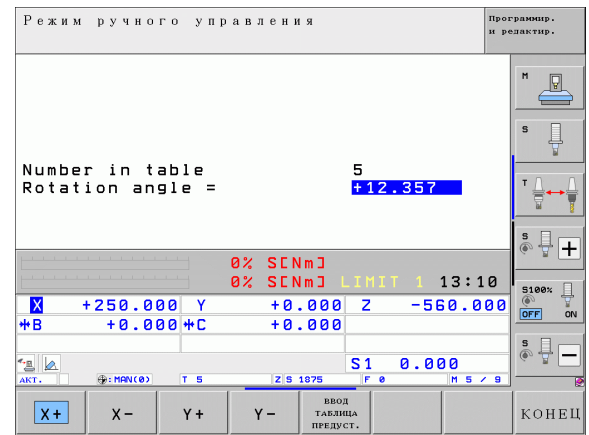 Режим ручного управления
Программир.
и редактир.
M
S
Number in table 5
Rotation angle = +12.357
T
S
0% S[Nm]
0% S[Nm] LIMIT 1 13:10
S100%
OFF ON
X +250.000 Y +0.000 Z -560.000
B +0.000 C +0.000
S
S1 0.000
АКТ. : MAN(0) T 5 Z S 1875 F 0 M 5 / 9
X+ X- Y+ Y- ВВОД
ТАБЛИЦА
ПРЕДУСТ.
КОНЕЦ